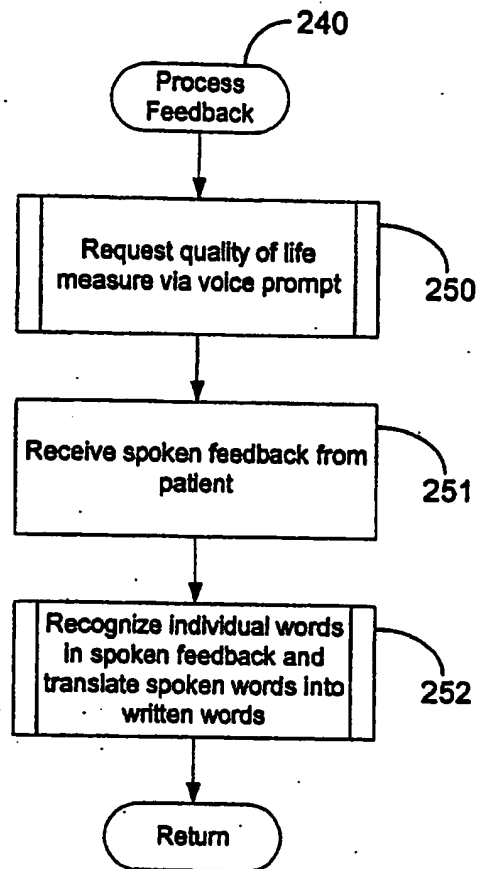 240
Process
Feedback
Request quality of life
measure via voice prompt
250
Receive spoken feedback from
patient
251
Recognize individual words
in spoken feedback and
translate spoken words into
written words
252
Return